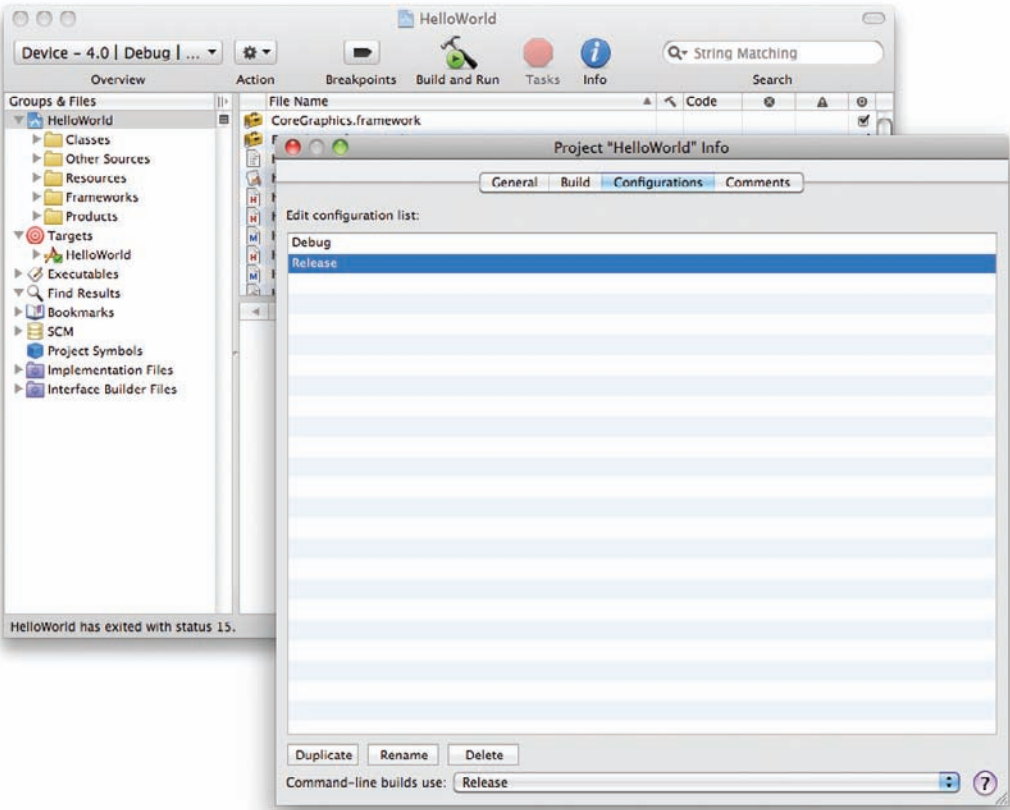 HelloWorld
Device - 4.0 | Debug | ...
String Matching
Overview
Action
Breakpoints
Build and Run
Tasks
Info
Search
Groups & Files
HelloWorld
Classes
Other Sources
Resources
Frameworks
Products
Targets
HelloWorld
Executables
Find Results
Bookmarks
SCM
Project Symbols
Implementation Files
Interface Builder Files
File Name
Code
CoreGraphics.framework
HelloWorld has exited with status 15.
Project "HelloWorld" Info
General
Build
Configurations
Comments
Edit configuration list:
Debug
Release
Duplicate
Rename
Delete
Command-line builds use:
Release
?